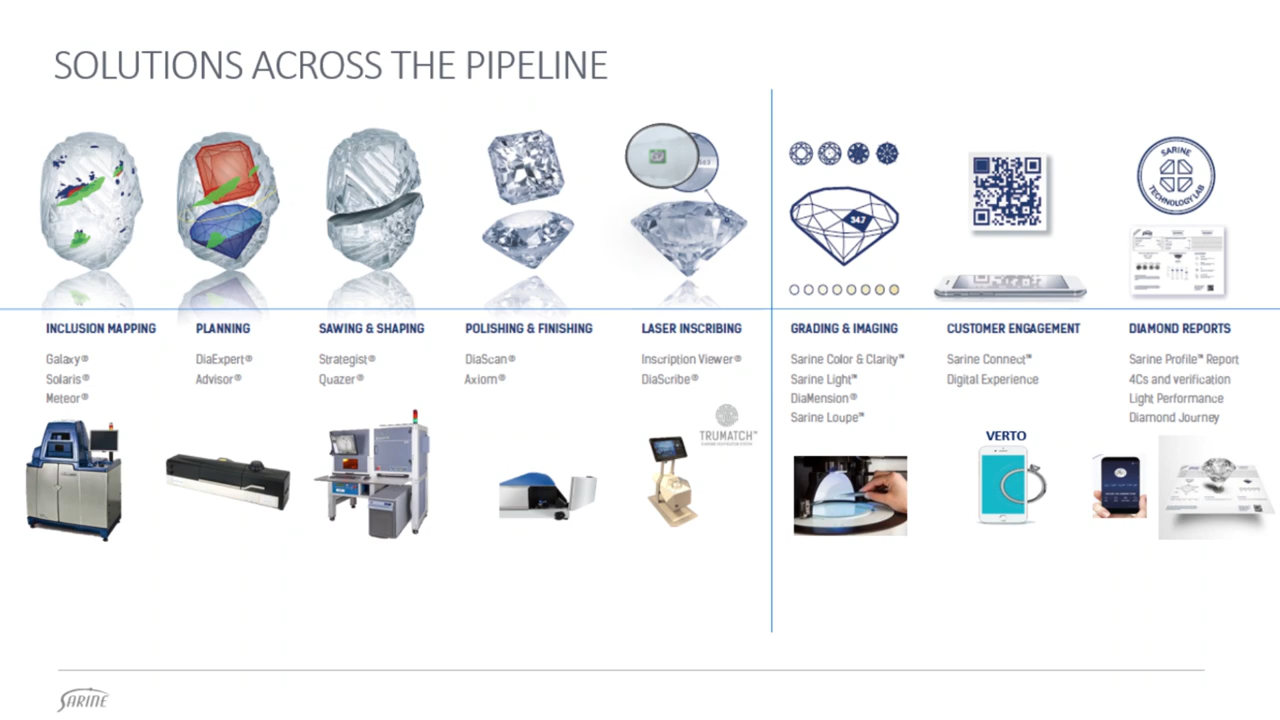 SOLUTIONS ACROSS THE PIPELINE
34.7
SARINE
TECHNOLOGY LAB
INCLUSION MAPPING
Galaxy®
Solaris®
Meteor®
PLANNING
DiaExpert®
Advisor®
SAWING & SHAPING
Strategist®
Quazer®
POLISHING & FINISHING
DiaScan®
Axiom®
LASER INSCRIBING
Inscription Viewer®
DiaScribe®
TRUMATCH™
GRADING & IMAGING
Sarine Color & Clarity™
Sarine Light™
DiaMension®
Sarine Loupe™
CUSTOMER ENGAGEMENT
Sarine Connect™
Digital Experience
VERTO
DIAMOND REPORTS
Sarine Profile™ Report
4Cs and verification
Light Performance
Diamond Journey
SARINE